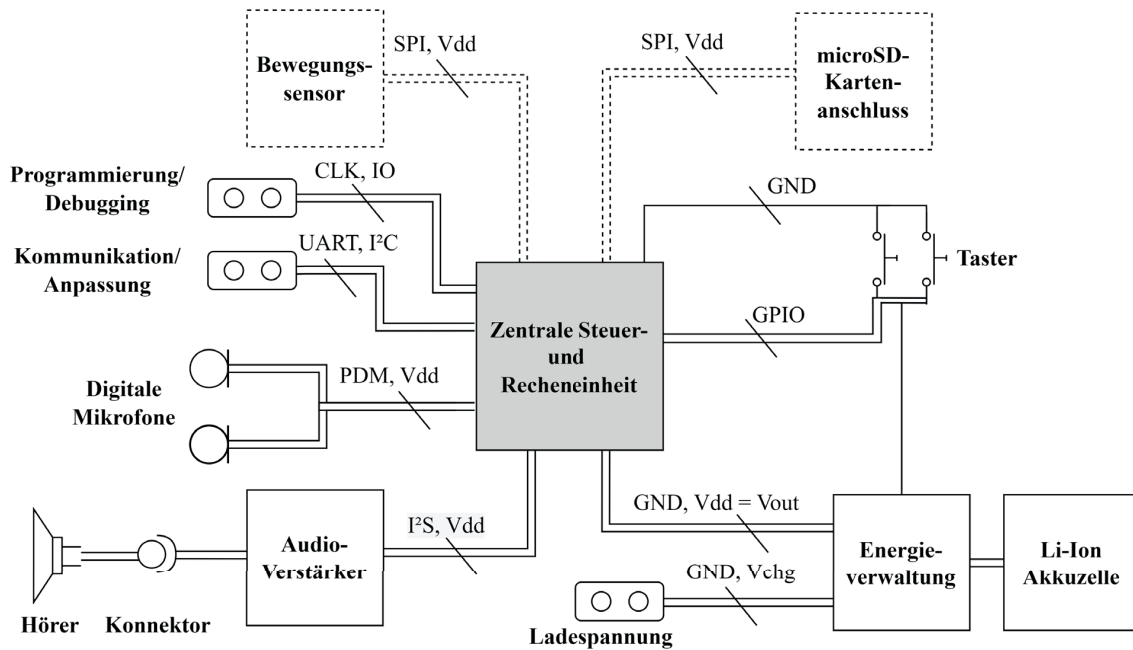 SPI, Vdd
SPI, Vdd
Bewegungs-
sensor
microSD-
Karten-
anschluss
Programmierung/
Debugging
CLK, IO
GND
Kommunikation/
Anpassung
UART, I²C
Taster
Zentrale Steuer-
und
Recheneinheit
GPIO
Digitale
Mikrofone
PDM, Vdd
Audio-
Verstärker
I²S, Vdd
GND, Vdd = Vout
Energie-
verwaltung
Li-Ion
Akkuzelle
GND, Vchg
Hörer
Konnektor
Ladespannung